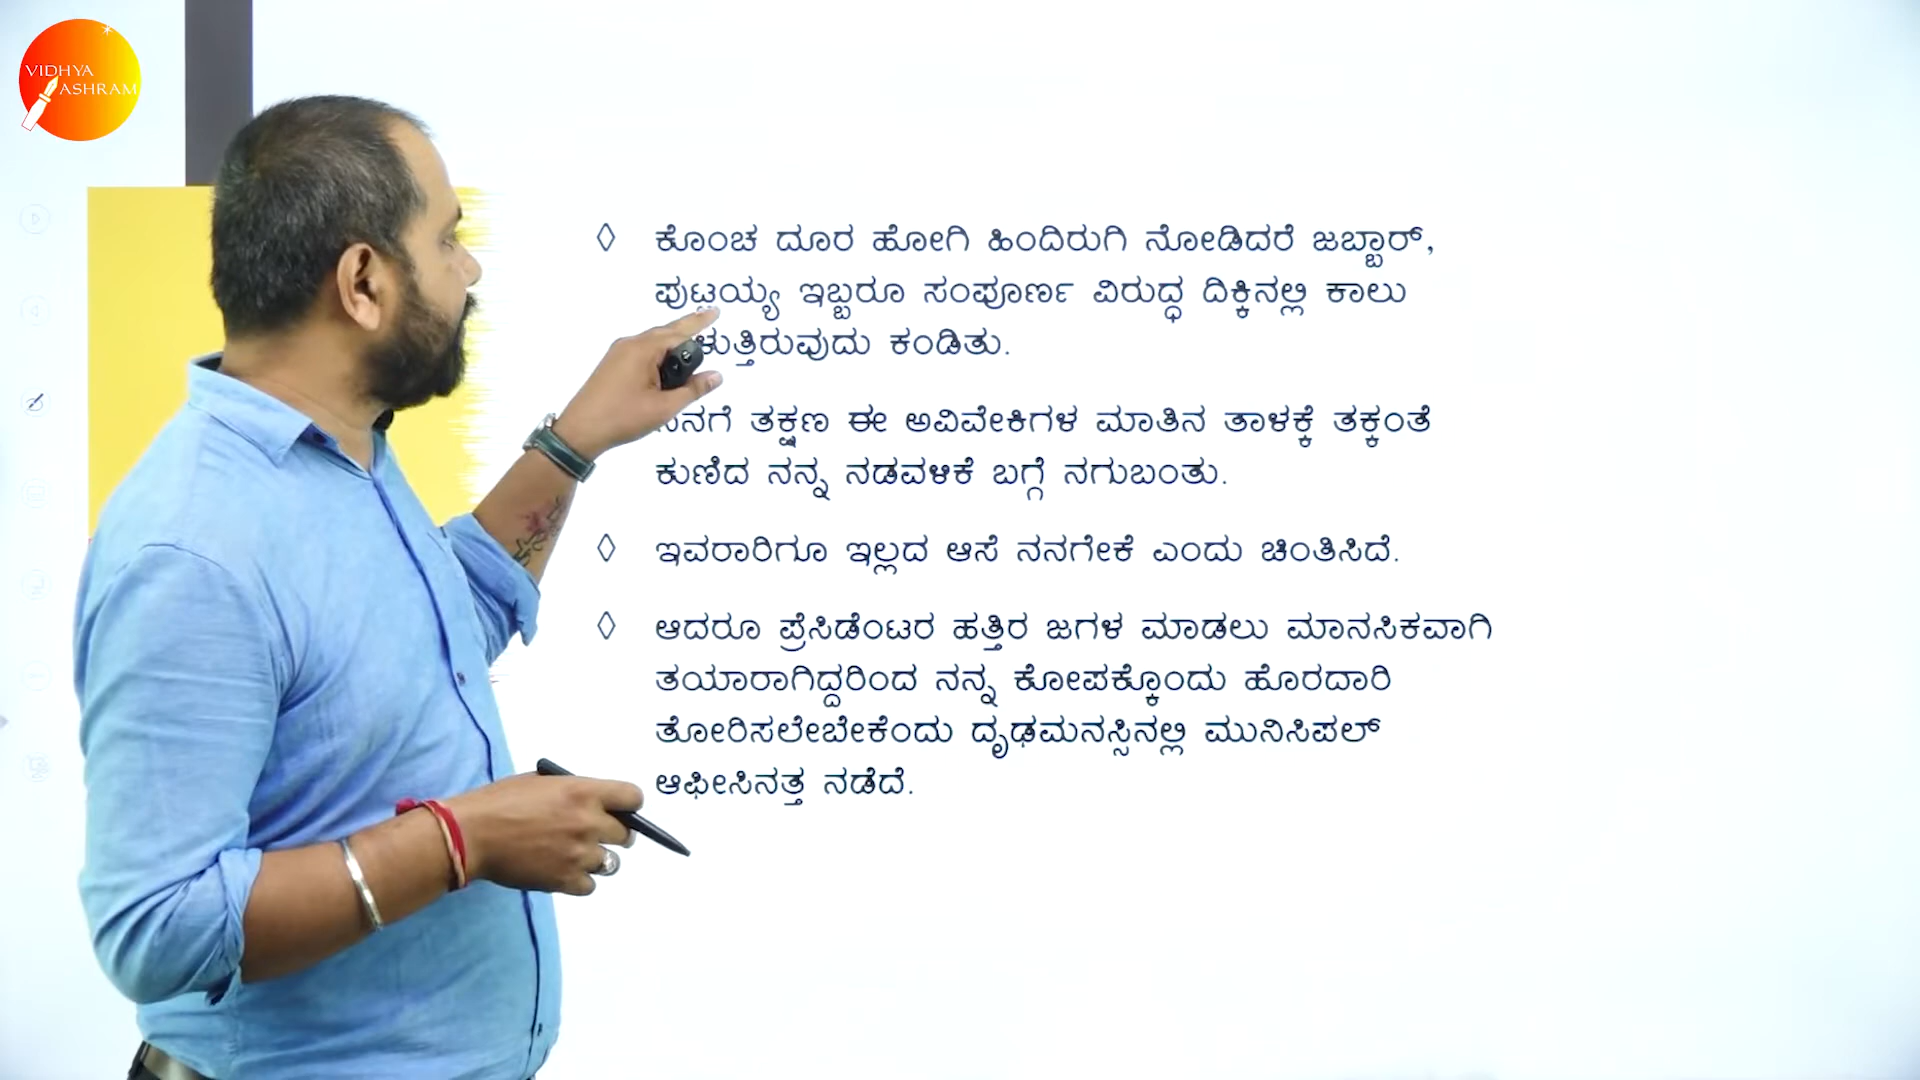 VIDHYA
ASHRAM
ಕೊಂಚ ದೂರ ಹೋಗಿ ಹಿಂದಿರುಗಿ ನೋಡಿದರೆ ಜಬ್ಬಾರ್,
ಪುಟ್ಟಯ್ಯ ಇಬ್ಬರೂ ಸಂಪೂರ್ಣ ವಿರುದ್ಧ ದಿಕ್ಕಿನಲ್ಲಿ ಕಾಲು
ಕಂಡಿತು.
ನನಗೆ ತಕ್ಷಣ ಈ ಅವಿವೇಕಿಗಳ ಮಾತಿನ ತಾಳಕ್ಕೆ ತಕ್ಕಂತೆ
ಕುಣಿದ ನನ್ನ ನಡವಳಿಕೆ ಬಗ್ಗೆ ನಗುಬಂತು.
ಇವರಾರಿಗೂ ಇಲ್ಲದ ಆಸೆ ನನಗೇಕೆ ಎಂದು ಚಿಂತಿಸಿದೆ.
ಆದರೂ ಪ್ರೆಸಿಡೆಂಟರ ಹತ್ತಿರ ಜಗಳ ಮಾಡಲು ಮಾನಸಿಕವಾಗಿ
ತಯಾರಾಗಿದ್ದರಿಂದ ನನ್ನ ಕೋಪಕ್ಕೊಂದು ಹೊರದಾರಿ
ತೋರಿಸಲೇಬೇಕೆಂದು ದೃಢಮನಸ್ಸಿನಲ್ಲಿ ಮುನಿಸಿಪಲ್
ಆಫೀಸಿನತ್ತ ನಡೆದೆ.